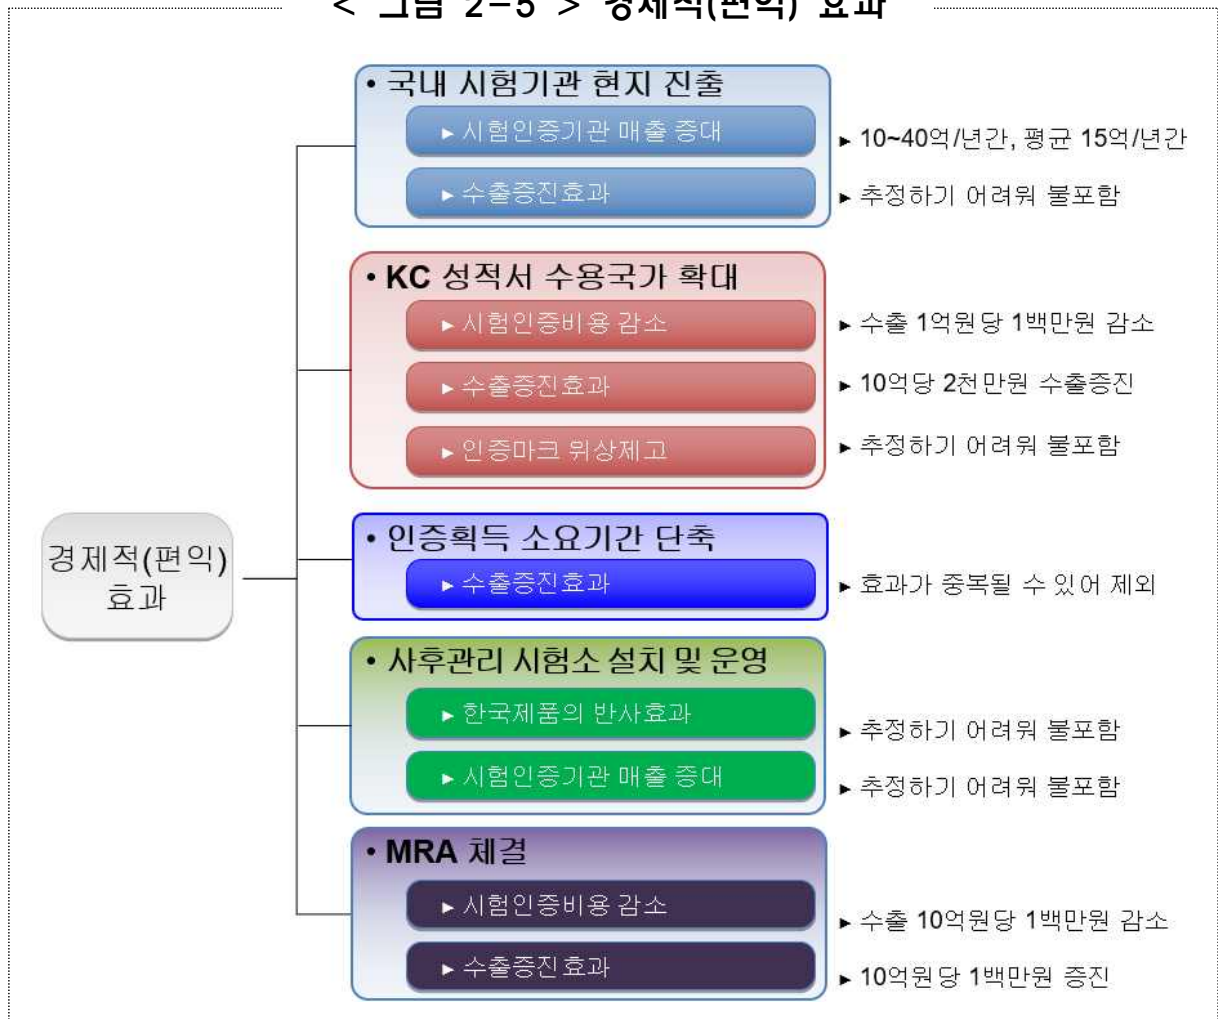 < 그림 2-5 > 경제적(편익) 효과
• 국내 시험기관 현지 진출
► 시험인증기관 매출 증대
► 10~40억/년간, 평균 15억/년간
► 수출증진효과
► 추정하기 어려워 불포함
• KC 성적서 수용국가 확대
► 시험인증비용 감소
► 수출 1억원당 1백만원 감소
► 수출증진효과
► 10억당 2천만원 수출증진
► 인증마크 위상제고
► 추정하기 어려워 불포함
경제적(편익)
효과
• 인증획득 소요기간 단축
► 수출증진효과
► 효과가 중복될 수 있어 제외
• 사후관리 시험소 설치 및 운영
► 한국제품의 반사효과
► 추정하기 어려워 불포함
► 시험인증기관 매출 증대
► 추정하기 어려워 불포함
• MRA 체결
► 시험인증비용 감소
► 수출 10억원당 1백만원 감소
► 수출증진효과
► 10억원당 1백만원 증진